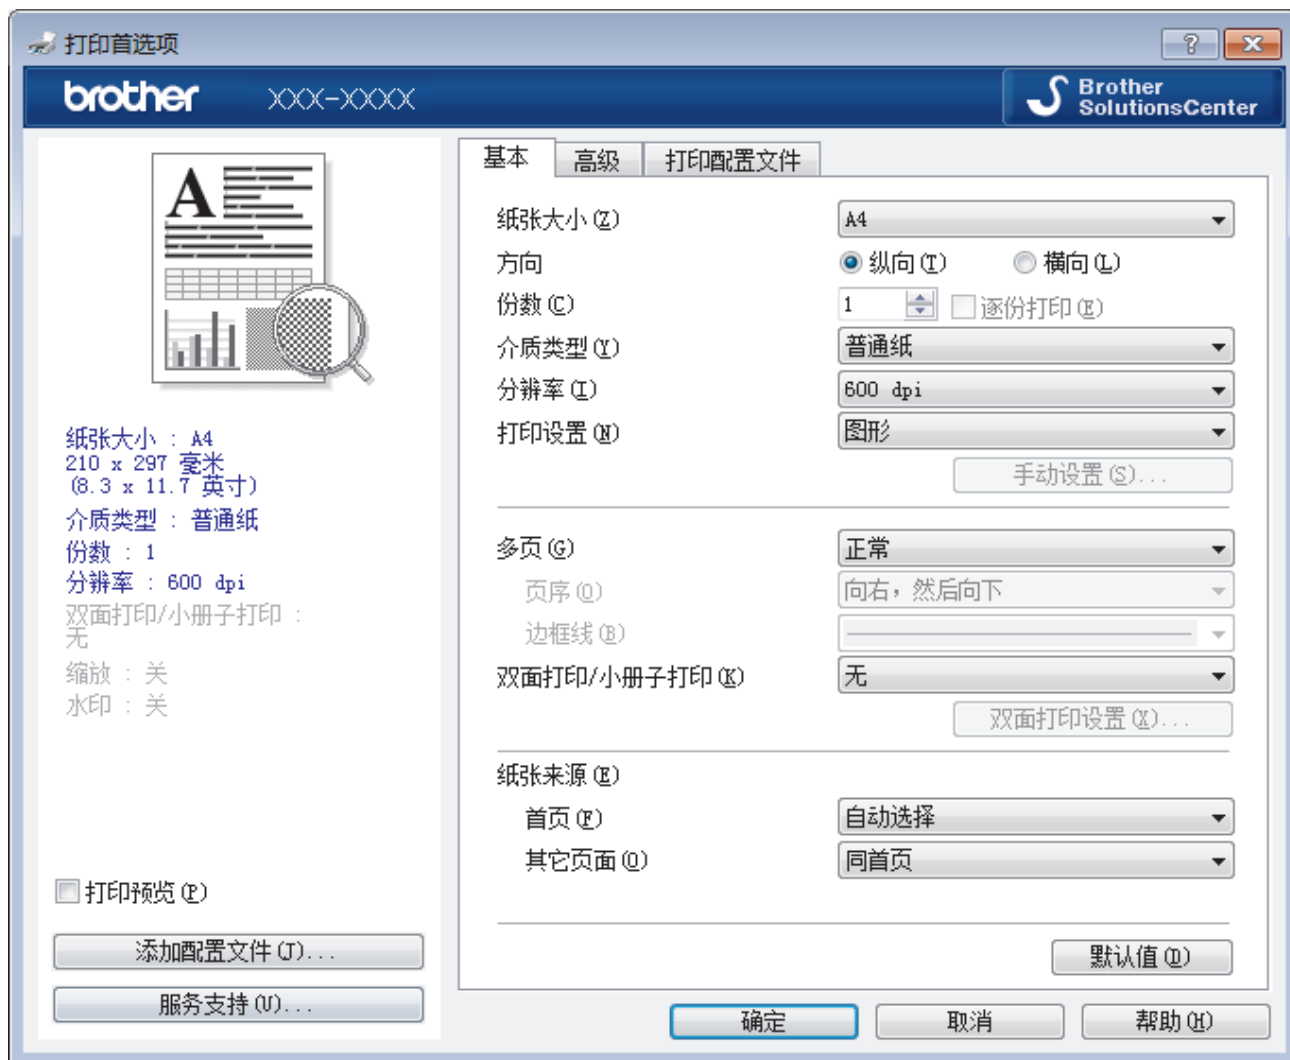 打印首选项
brother XXX-XXXX
Brother
SolutionsCenter
A
纸张大小 : A4
210 x 297 毫米
(8.3 x 11.7 英寸)
介质类型 : 普通纸
份数 : 1
分辨率 : 600 dpi
双面打印/小册子打印 :
无
缩放 : 关
水印 : 关
打印预览(P)
添加配置文件(J)...
服务支持(U)...
基本 高级 打印配置文件
纸张大小(Z) A4
方向 纵向(T) 横向(L)
份数(C) 1 逐份打印(E)
介质类型(Y) 普通纸
分辨率(I) 600 dpi
打印设置(N) 图形
手动设置(S)...
多页(G) 正常
页序(O) 向右，然后向下
边框线(B)
双面打印/小册子打印(K) 无
双面打印设置(X)...
纸张来源(E)
首页(F) 自动选择
其它页面(O) 同首页
默认值(D)
确定 取消 帮助(H)